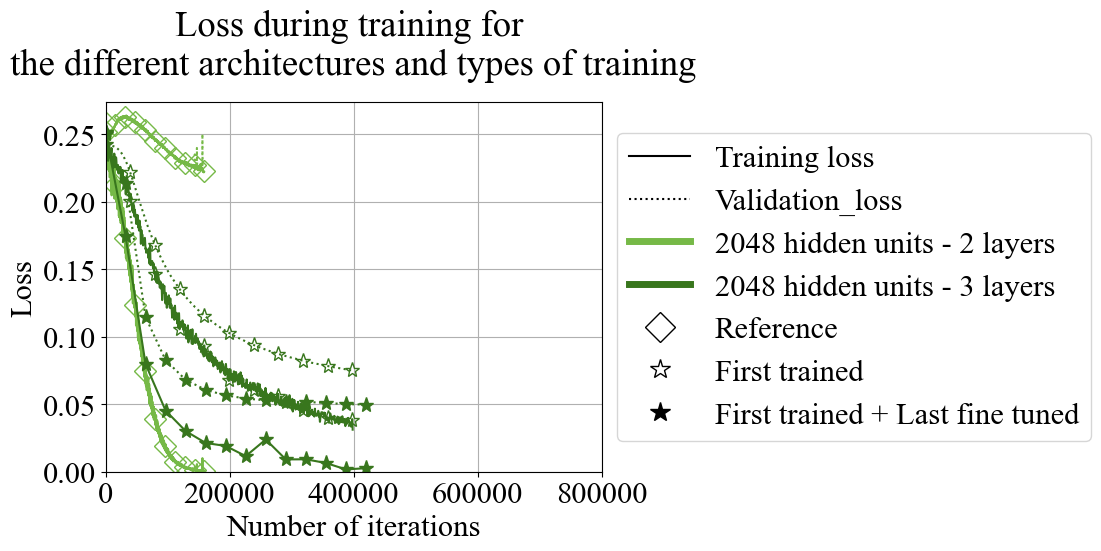 Loss during training for
the different architectures and types of training
0.25
0.20
0.15
0.10
0.05
0.00
Loss
0
200000
400000
600000
800000
Number of iterations
Training loss
Validation_loss
2048 hidden units - 2 layers
2048 hidden units - 3 layers
Reference
First trained
First trained + Last fine tuned